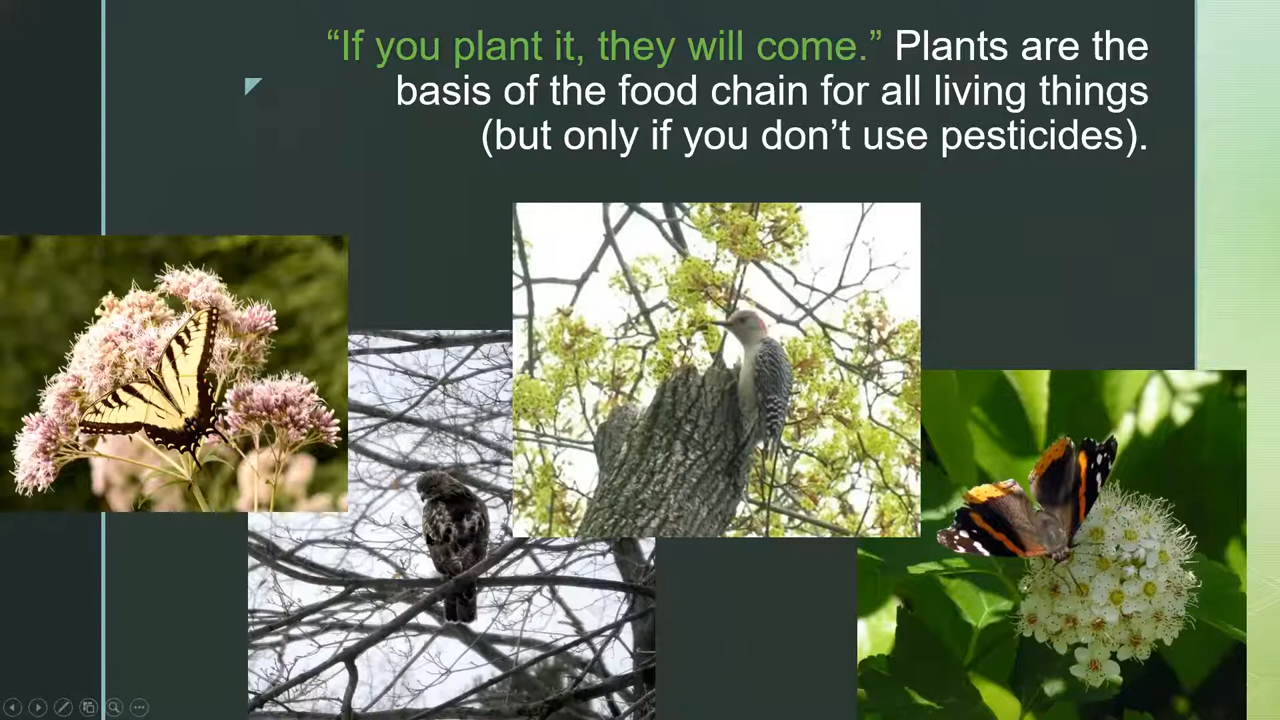 “If you plant it, they will come.” Plants are the
basis of the food chain for all living things
(but only if you don’t use pesticides).